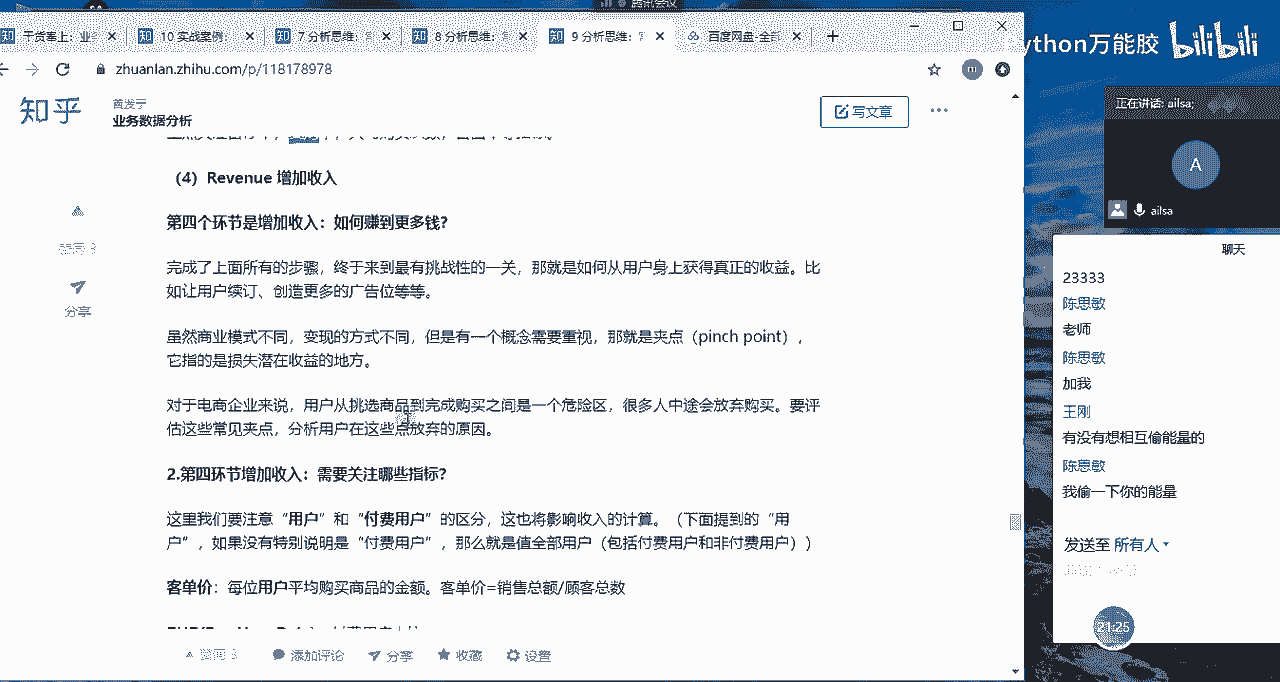 腾讯会议
干货奉上：业
10 实战案例：
7 分析思维：
8 分析思维：
9 分析思维：
百度网盘-全部
ython万能胶 bilibili
zhuanlan.zhihu.com/p/118178978
m
知乎
首发于
业务数据分析
写文章
（4）Revenue 增加收入
第四个环节是增加收入：如何赚到更多钱？
完成了上面所有的步骤，终于来到最有挑战性的一关，那就是如何从用户身上获得真正的收益。比
如让用户续订、创造更多的广告位等等。
虽然商业模式不同，变现的方式不同，但是有一个概念需要重视，那就是夹点（pinch point），
它指的是损失潜在收益的地方。
对于电商企业来说，用户从挑选商品到完成购买之间是一个危险区，很多人中途会放弃购买。要评
估这些常见夹点，分析用户在这些点放弃的原因。
2.第四环节增加收入：需要关注哪些指标？
这里我们要注意“用户”和“付费用户”的区分，这也将影响收入的计算。（下面提到的“用
户”，如果没有特别说明是“付费用户”，那么就是值全部用户（包括付费用户和非付费用户））
客单价：每位用户平均购买商品的金额。客单价=销售总额/顾客总数
赞同 3
分享
赞同 3
添加评论
分享
收藏
设置
正在讲话: ailsa;
A
ailsa
聊天
23333
陈思敏
老师
陈思敏
加我
王刚
有没有想相互偷能量的
陈思敏
我偷一下你的能量
发送至 所有人
21:25